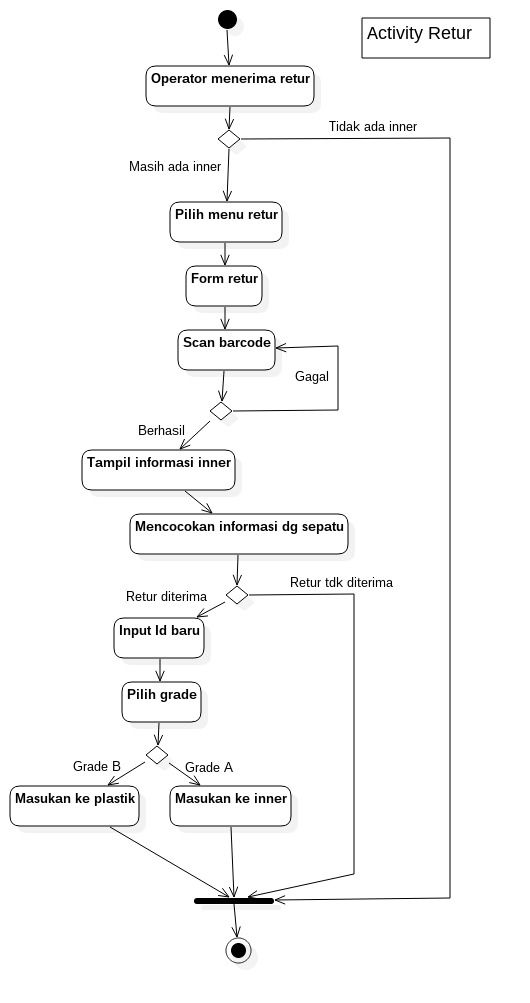 Activity Retur
Operator menerima retur
Tidak ada inner
Masih ada inner
Pilih menu retur
Form retur
Scan barcode
Gagal
Berhasil
Tampil informasi inner
Mencocokan informasi dg sepatu
Retur tdk diterima
Retur diterima
Input Id baru
Pilih grade
Grade B
Grade A
Masukan ke plastik
Masukan ke inner